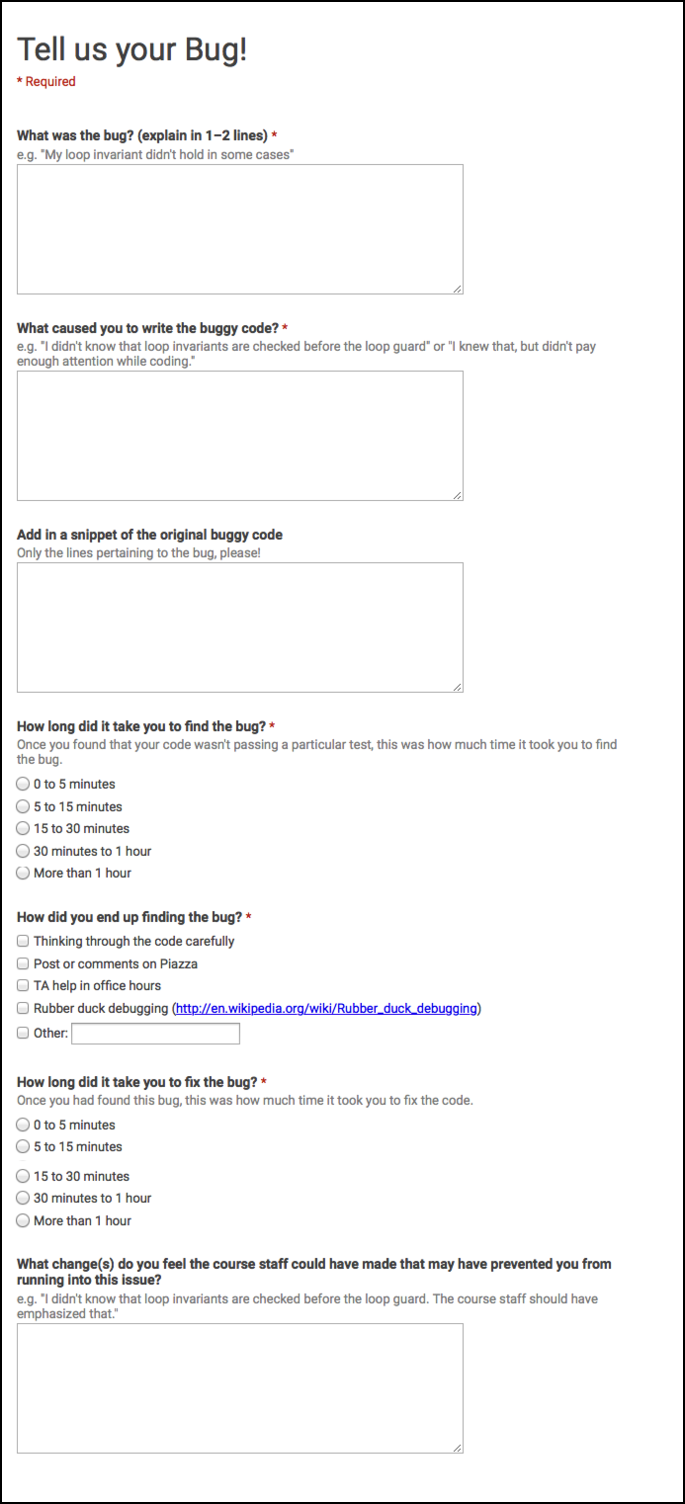 Tell us your Bug!
* Required
What was the bug? (explain in 1–2 lines) *
e.g. "My loop invariant didn't hold in some cases"
What caused you to write the buggy code? *
e.g. "I didn't know that loop invariants are checked before the loop guard" or "I knew that, but didn't pay
enough attention while coding."
Add in a snippet of the original buggy code
Only the lines pertaining to the bug, please!
How long did it take you to find the bug? *
Once you found that your code wasn't passing a particular test, this was how much time it took you to find
the bug.
0 to 5 minutes
5 to 15 minutes
15 to 30 minutes
30 minutes to 1 hour
More than 1 hour
How did you end up finding the bug? *
Thinking through the code carefully
Post or comments on Piazza
TA help in office hours
Rubber duck debugging (http://en.wikipedia.org/wiki/Rubber_duck_debugging)
Other:
How long did it take you to fix the bug? *
Once you had found this bug, this was how much time it took you to fix the code.
0 to 5 minutes
5 to 15 minutes
15 to 30 minutes
30 minutes to 1 hour
More than 1 hour
What change(s) do you feel the course staff could have made that may have prevented you from
running into this issue?
e.g. "I didn't know that loop invariants are checked before the loop guard. The course staff should have
emphasized that."